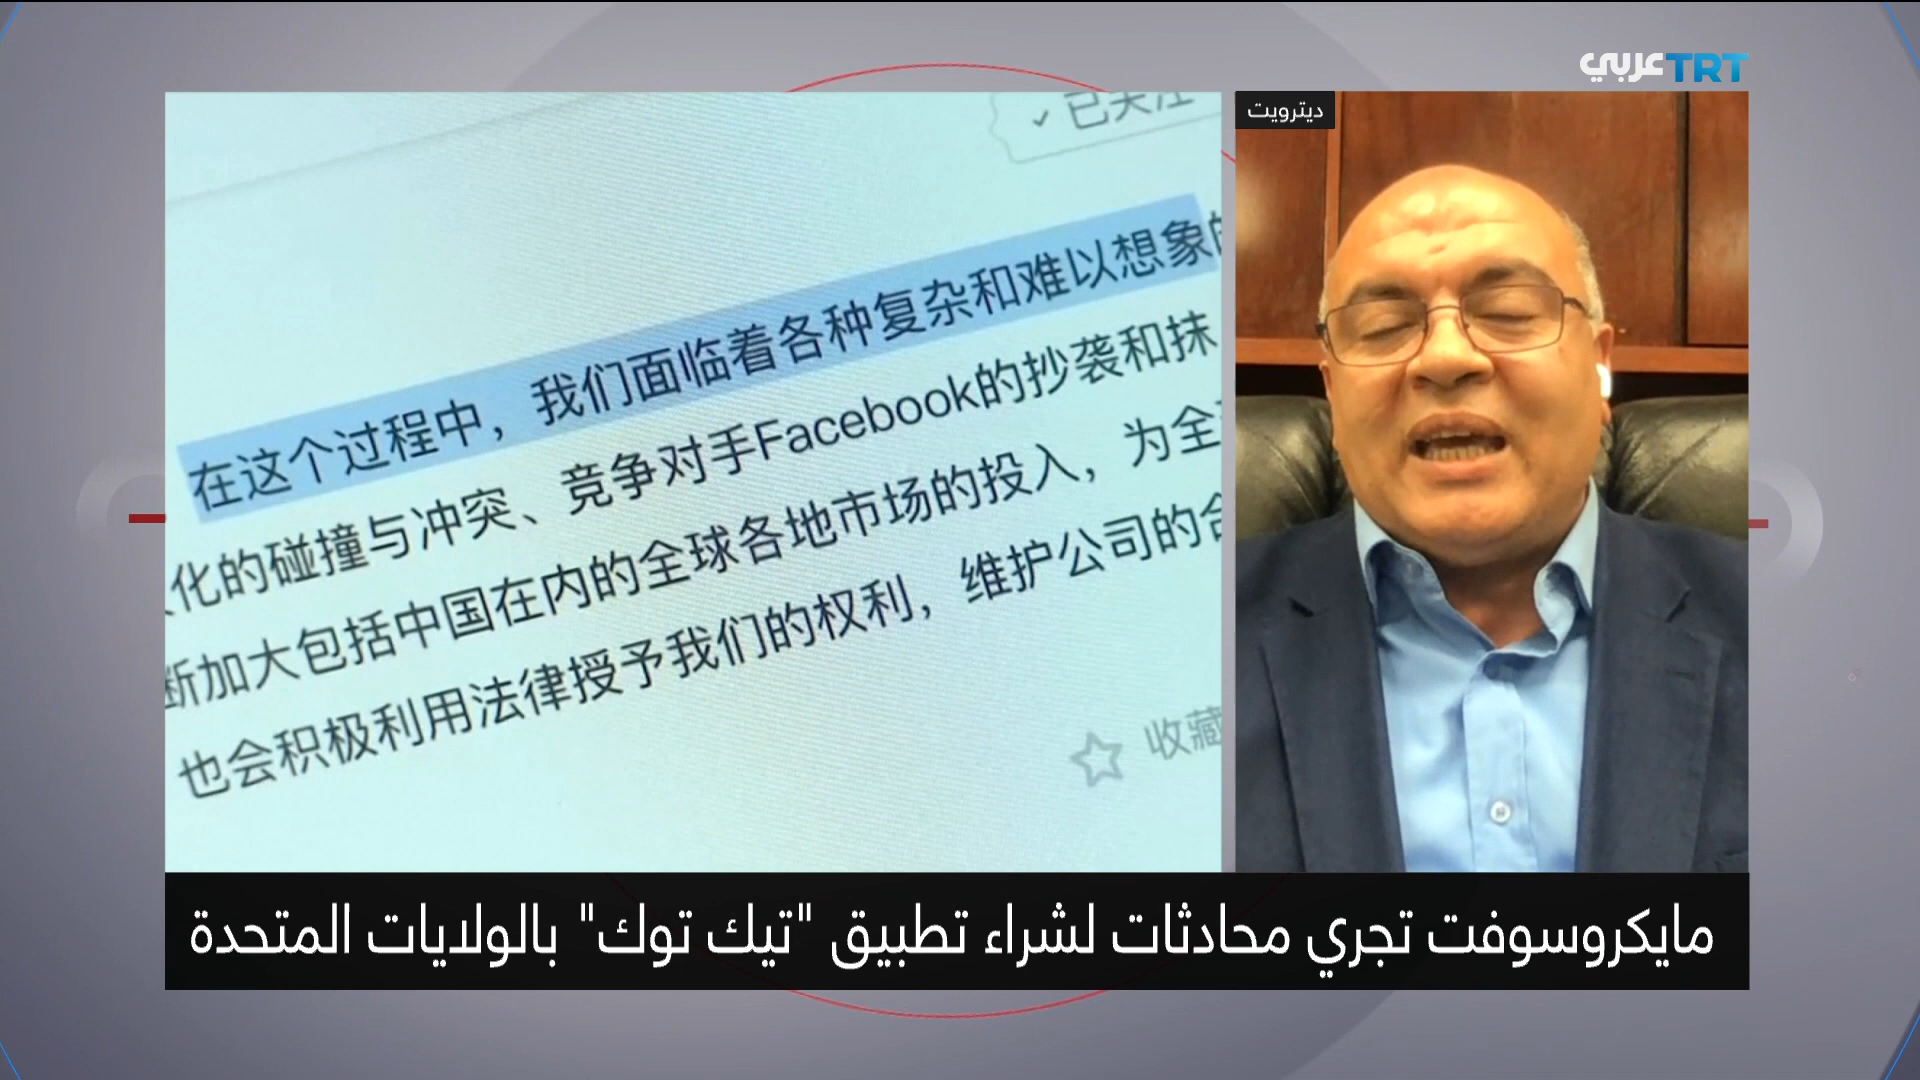 TRT عربي
ديترويت
已关注
在这个过程中，我们面临着各种复杂和难以想象的
化的碰撞与冲突、竞争对手Facebook的抄袭和抹
断加大包括中国在内的全球各地市场的投入，为全
也会积极利用法律授予我们的权利，维护公司的合
收藏
مايكروسوفت تجري محادثات لشراء تطبيق "تيك توك" بالولايات المتحدة